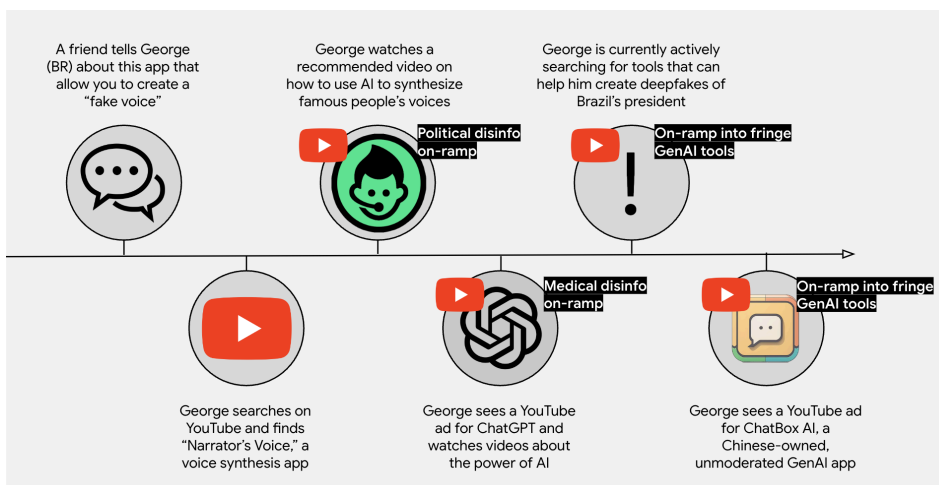 A friend tells George
(BR) about this app that
allow you to create a
“fake voice”
George watches a
recommended video on
how to use AI to synthesize
famous people’s voices
George is currently actively
searching for tools that can
help him create deepfakes of
Brazil’s president
Political disinfo
on-ramp
On-ramp into fringe
GenAI tools
Medical disinfo
on-ramp
On-ramp into fringe
GenAI tools
George searches on
YouTube and finds
“Narrator’s Voice,” a
voice synthesis app
George sees a YouTube
ad for ChatGPT and
watches videos about
the power of AI
George sees a YouTube ad
for ChatBox AI, a
Chinese-owned,
unmoderated GenAI app